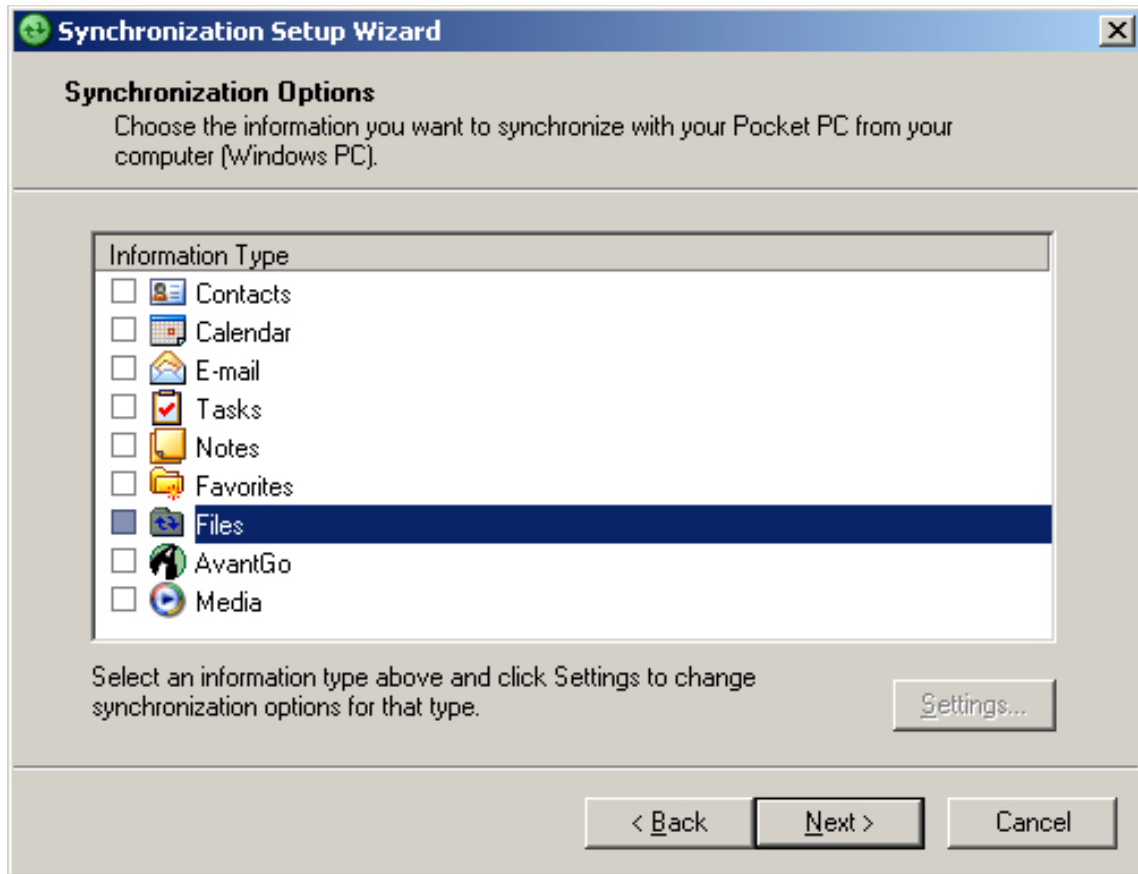 Synchronization Setup Wizard
Synchronization Options
Choose the information you want to synchronize with your Pocket PC from your
computer (Windows PC).
Information Type
Contacts
Calendar
E-mail
Tasks
Notes
Favorites
Files
AvantGo
Media
Select an information type above and click Settings to change
synchronization options for that type.
Settings...
< Back
Next >
Cancel